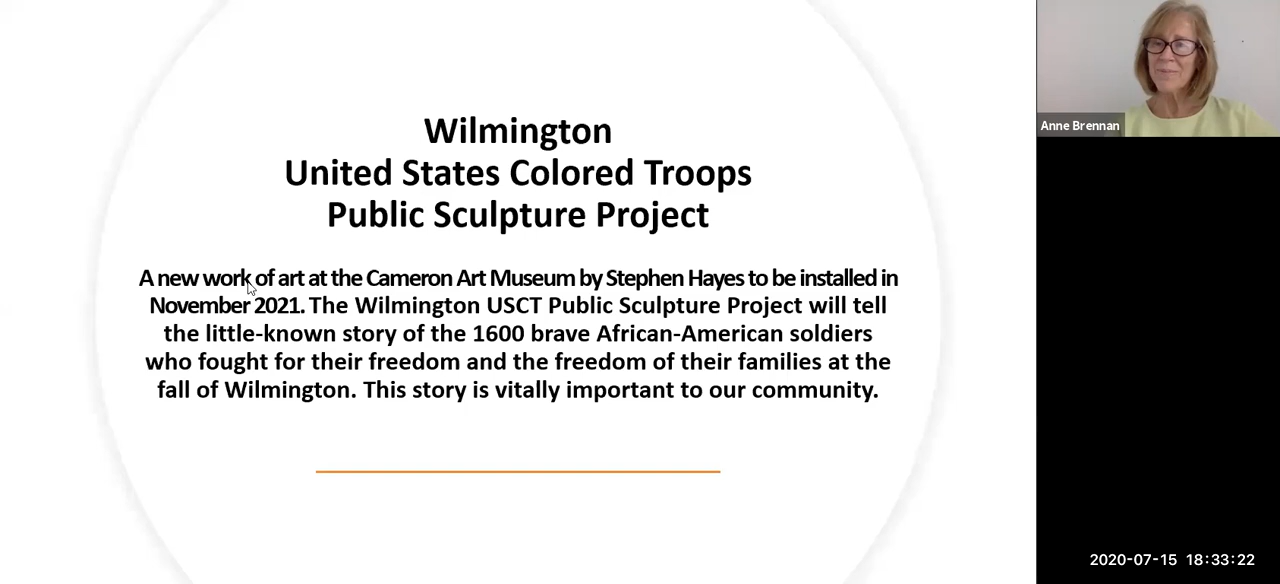 Wilmington
United States Colored Troops
Public Sculpture Project
A new work of art at the Cameron Art Museum by Stephen Hayes to be installed in
November 2021. The Wilmington USCT Public Sculpture Project will tell
the little-known story of the 1600 brave African-American soldiers
who fought for their freedom and the freedom of their families at the
fall of Wilmington. This story is vitally important to our community.
Anne Brennan
2020-07-15 18:33:22